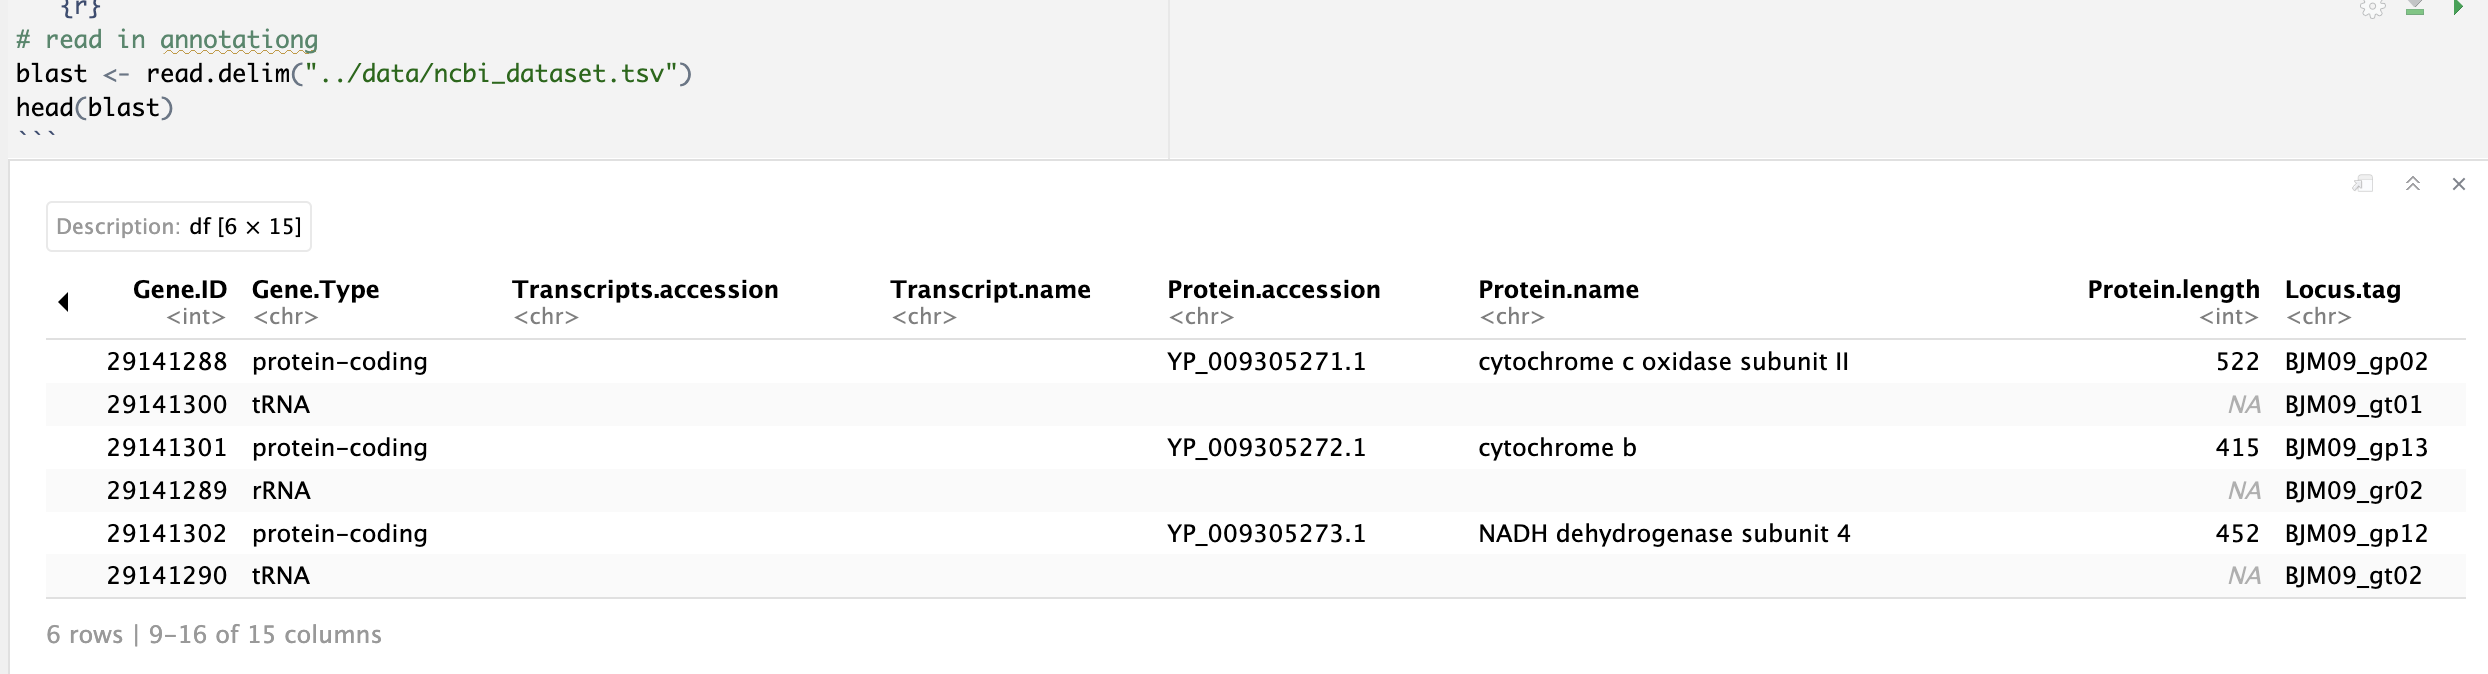 {r}
# read in annotationg
blast <- read.delim("../data/ncbi_dataset.tsv")
head(blast)
```
Description: df [6 × 15]
Gene.ID Gene.Type Transcripts.accession Transcript.name Protein.accession Protein.name Protein.length Locus.tag
<int> <chr> <chr> <chr> <chr> <chr> <int> <chr>
29141288 protein-coding YP_009305271.1 cytochrome c oxidase subunit II 522 BJM09_gp02
29141300 tRNA NA BJM09_gt01
29141301 protein-coding YP_009305272.1 cytochrome b 415 BJM09_gp13
29141289 rRNA NA BJM09_gr02
29141302 protein-coding YP_009305273.1 NADH dehydrogenase subunit 4 452 BJM09_gp12
29141290 tRNA NA BJM09_gt02
6 rows | 9-16 of 15 columns